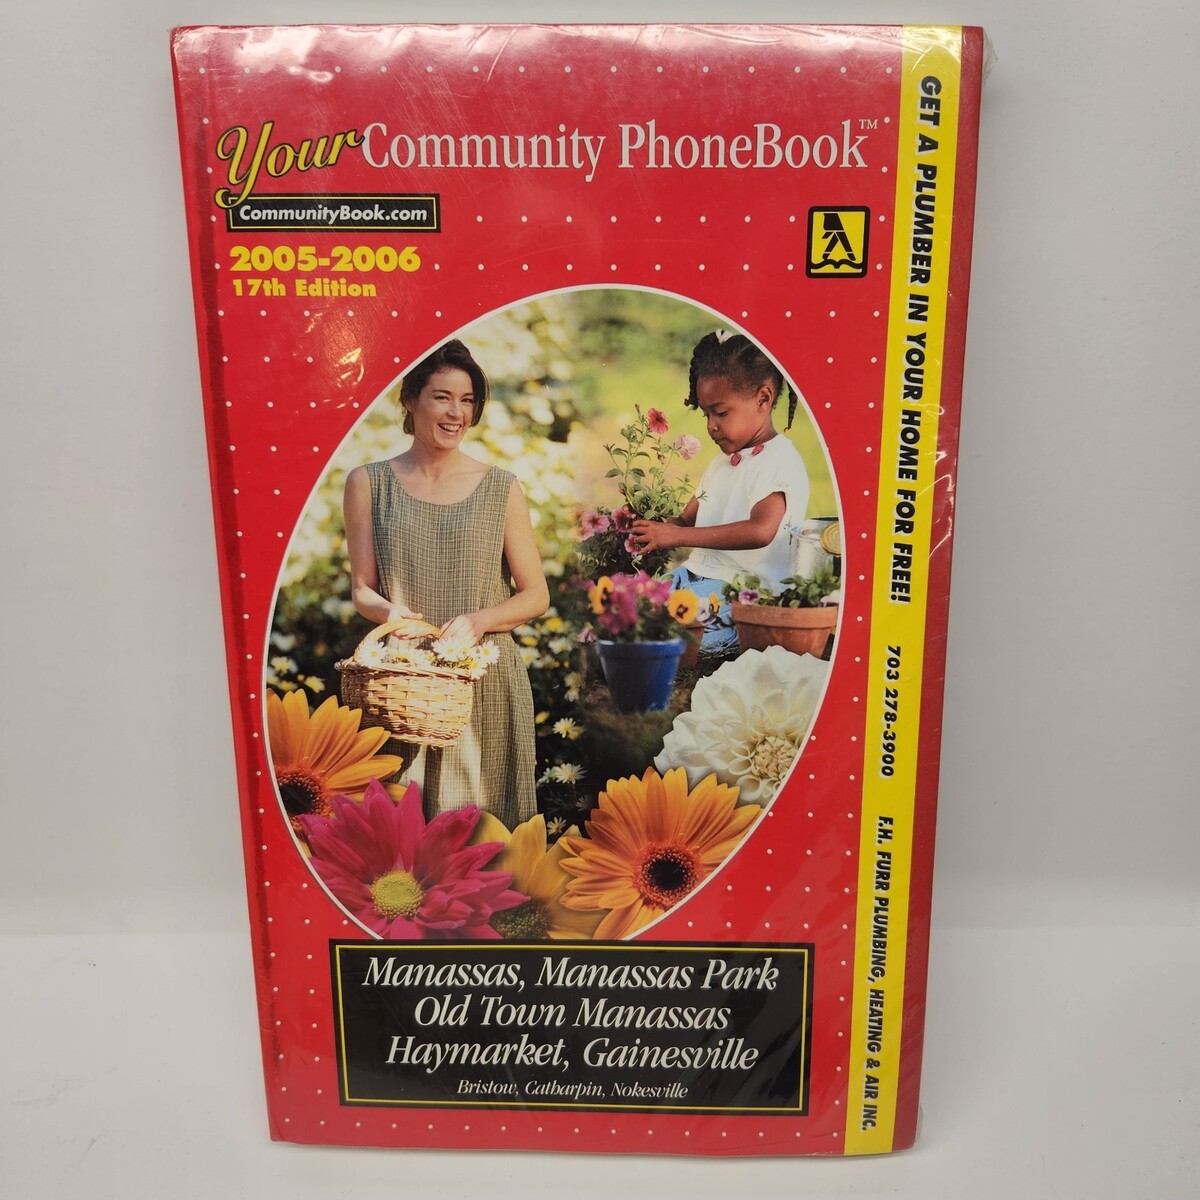 Your Community PhoneBook™
CommunityBook.com
2005-2006
17th Edition
Manassas, Manassas Park
Old Town Manassas
Haymarket, Gainesville
Bristow, Catharpin, Nokesville
GET A PLUMBER IN YOUR HOME FOR FREE! 703 278-3900 F.H. FURR PLUMBING, HEATING & AIR INC.